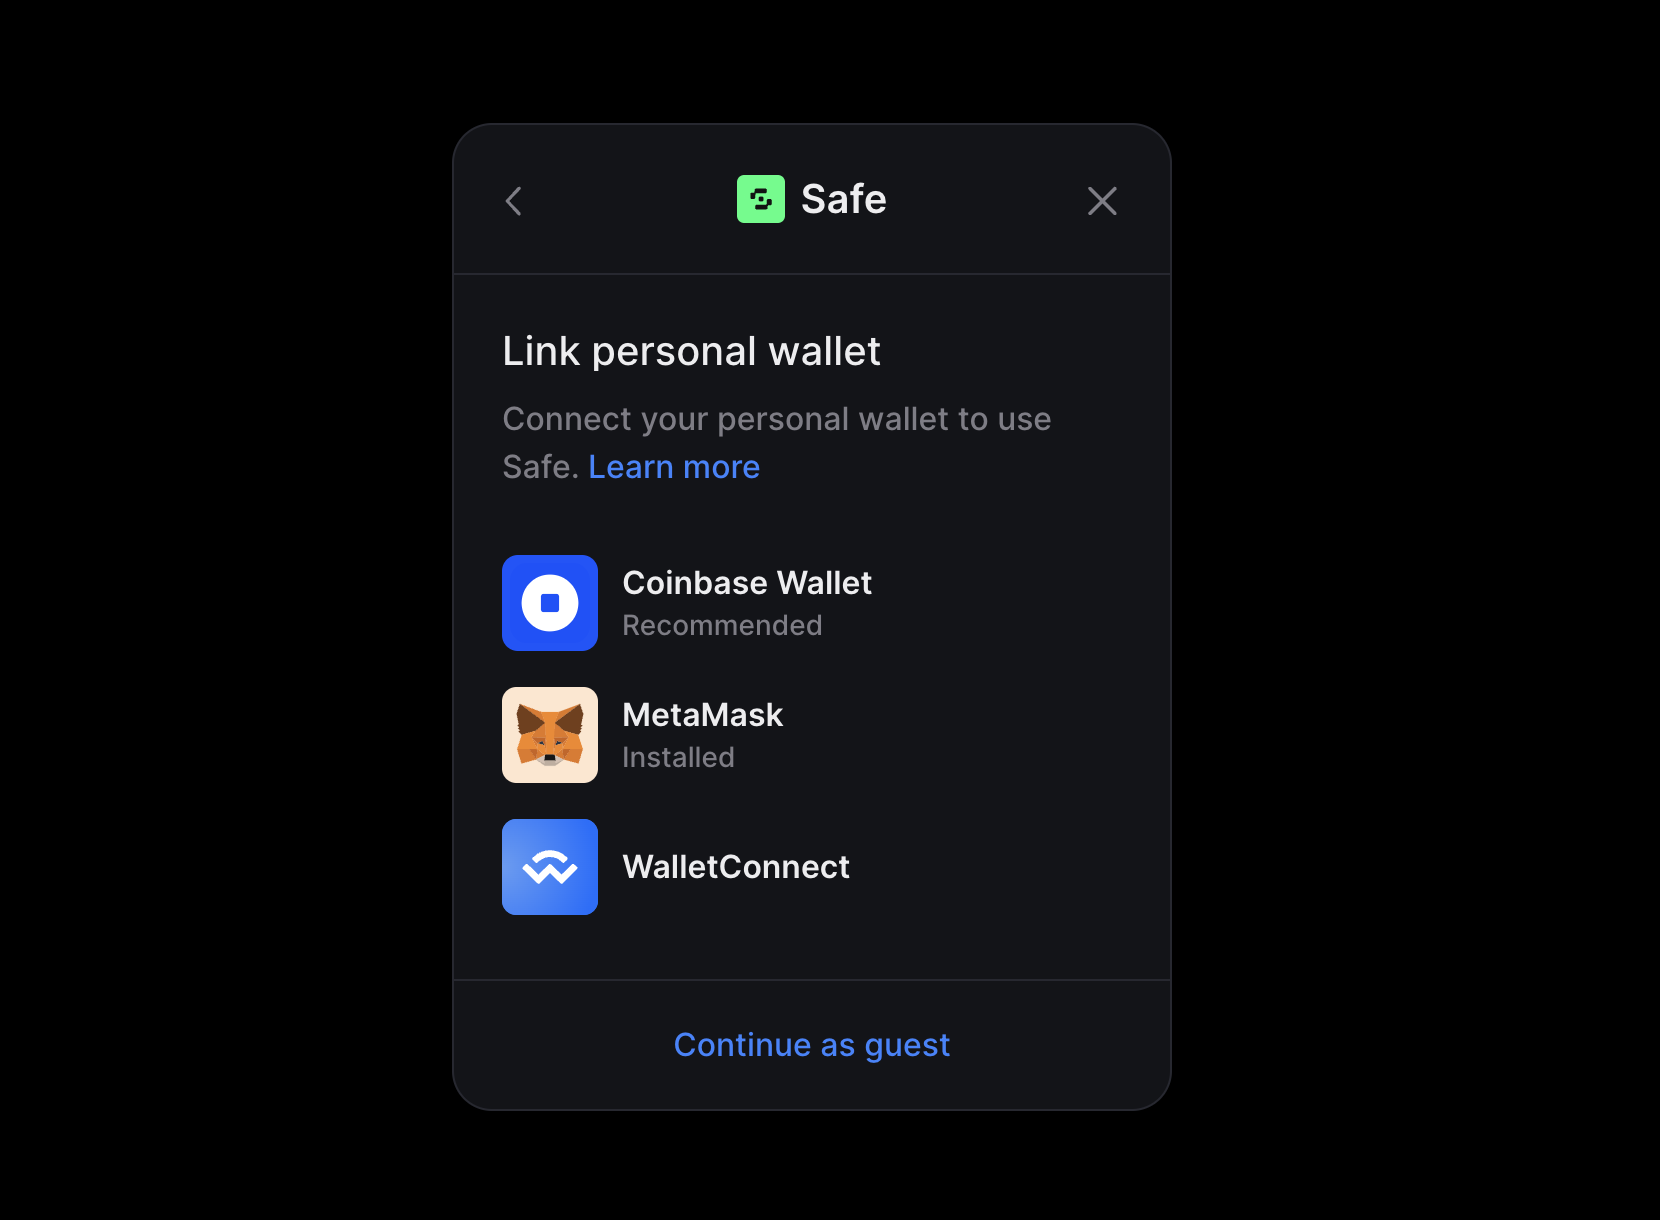 Safe
Link personal wallet
Connect your personal wallet to use
Safe. Learn more
Coinbase Wallet
Recommended
MetaMask
Installed
WalletConnect
Continue as guest